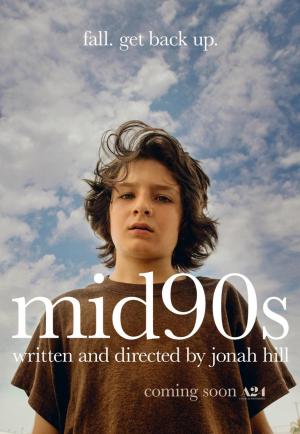 fall. get back up.
mid90s
written and directed by jonah hill
coming soon A24